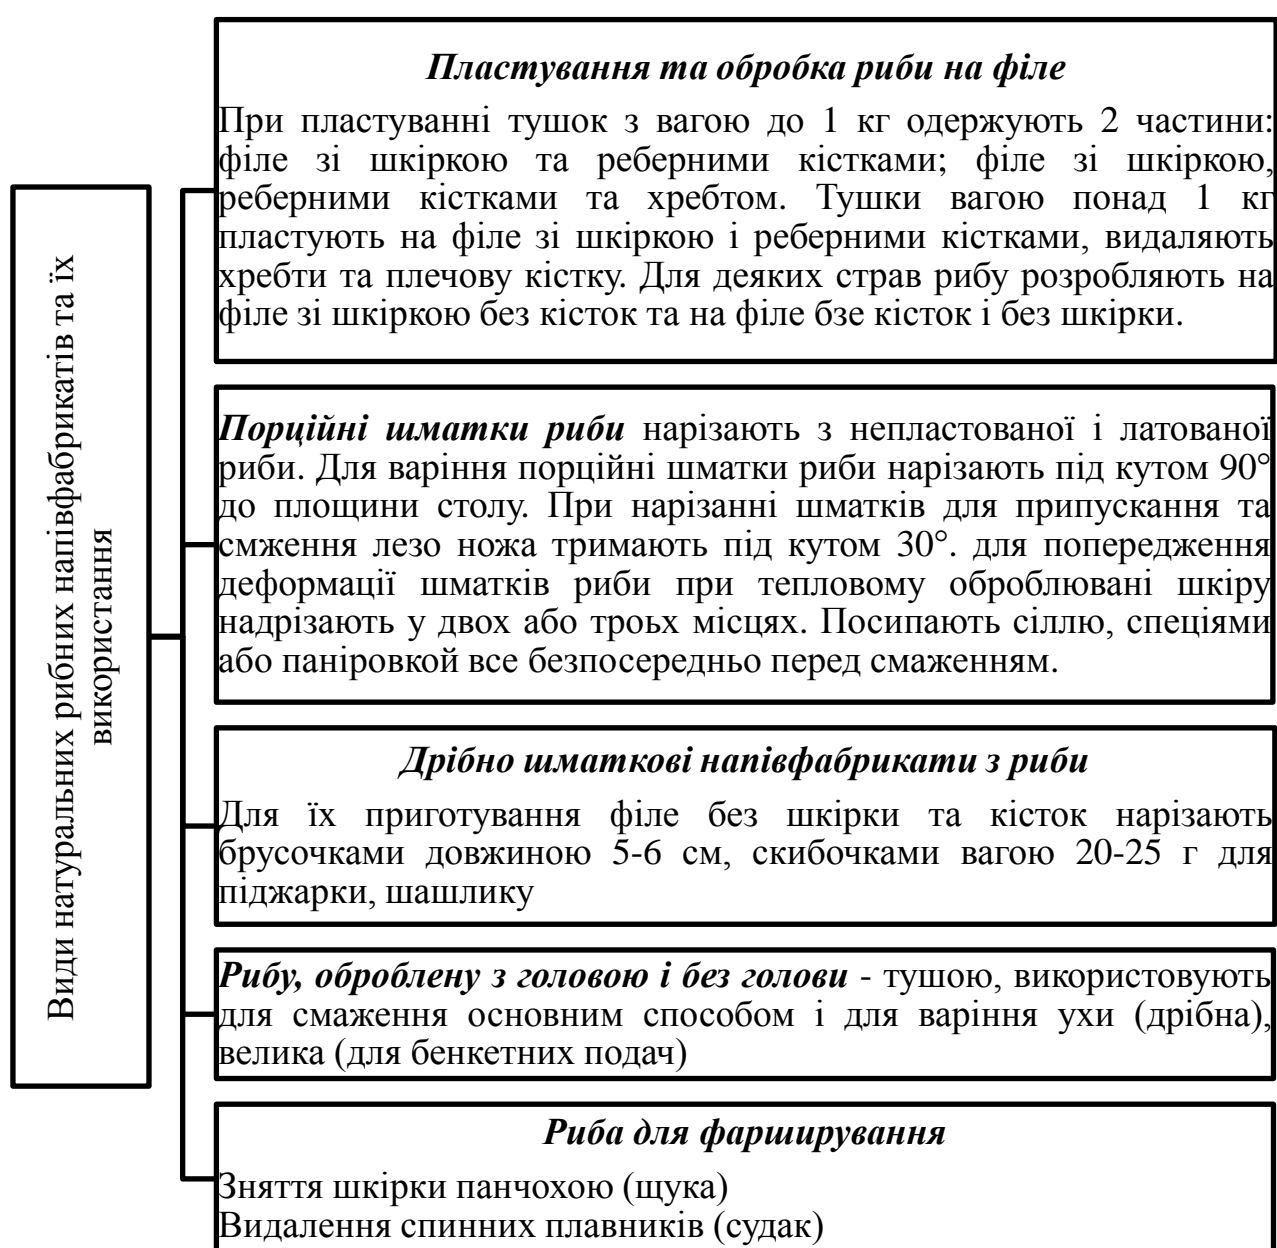 Види натуральних рибних напівфабрикатів та їх
використання
Пластування та обробка риби на філе
При пластуванні тушок з вагою до 1 кг одержують 2 частини:
філе зі шкіркою та реберними кістками; філе зі шкіркою,
реберними кістками та хребтом. Тушки вагою понад 1 кг
пластують на філе зі шкіркою і реберними кістками, видаляють
хребти та плечову кістку. Для деяких страв рибу розробляють на
філе зі шкіркою без кісток та на філе бзе кісток і без шкірки.
Порційні шматки риби нарізають з непластованої і латованої
риби. Для варіння порційні шматки риби нарізають під кутом 90°
до площини столу. При нарізанні шматків для припускання та
смження лезо ножа тримають під кутом 30°. для попередження
деформації шматків риби при тепловому оброблювані шкіру
надрізають у двох або троьх місцях. Посипають сіллю, спеціями
або паніровкой все безпосередньо перед смаженням.
Дрібно шматкові напівфабрикати з риби
Для їх приготування філе без шкірки та кісток нарізають
брусочками довжиною 5-6 см, скибочками вагою 20-25 г для
піджарки, шашлику
Рибу, оброблену з головою і без голови - тушою, використовують
для смаження основним способом і для варіння ухи (дрібна),
велика (для бенкетних подач)
Риба для фарширування
Зняття шкірки панчохою (щука)
Видалення спинних плавників (судак)